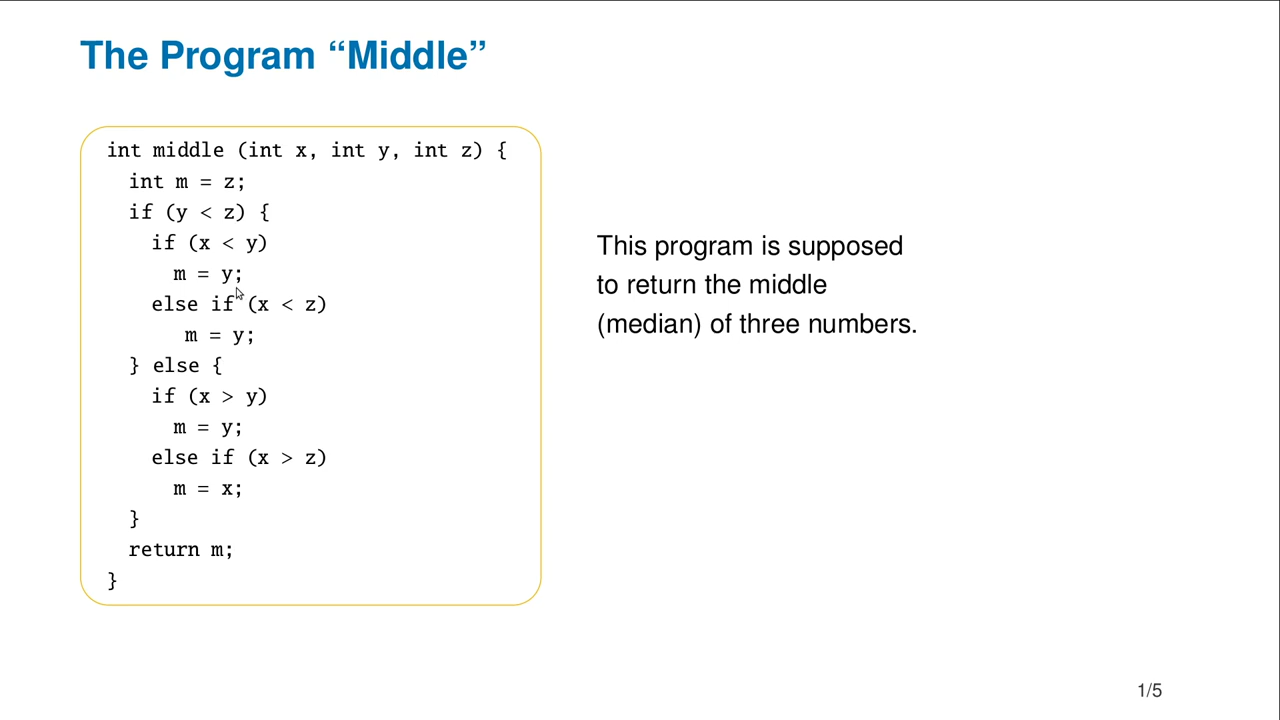 The Program “Middle”
int middle (int x, int y, int z) {
int m = z;
if (y < z) {
if (x < y)
m = y;
else if (x < z)
m = y;
} else {
if (x > y)
m = y;
else if (x > z)
m = x;
}
return m;
}
This program is supposed
to return the middle
(median) of three numbers.
1/5